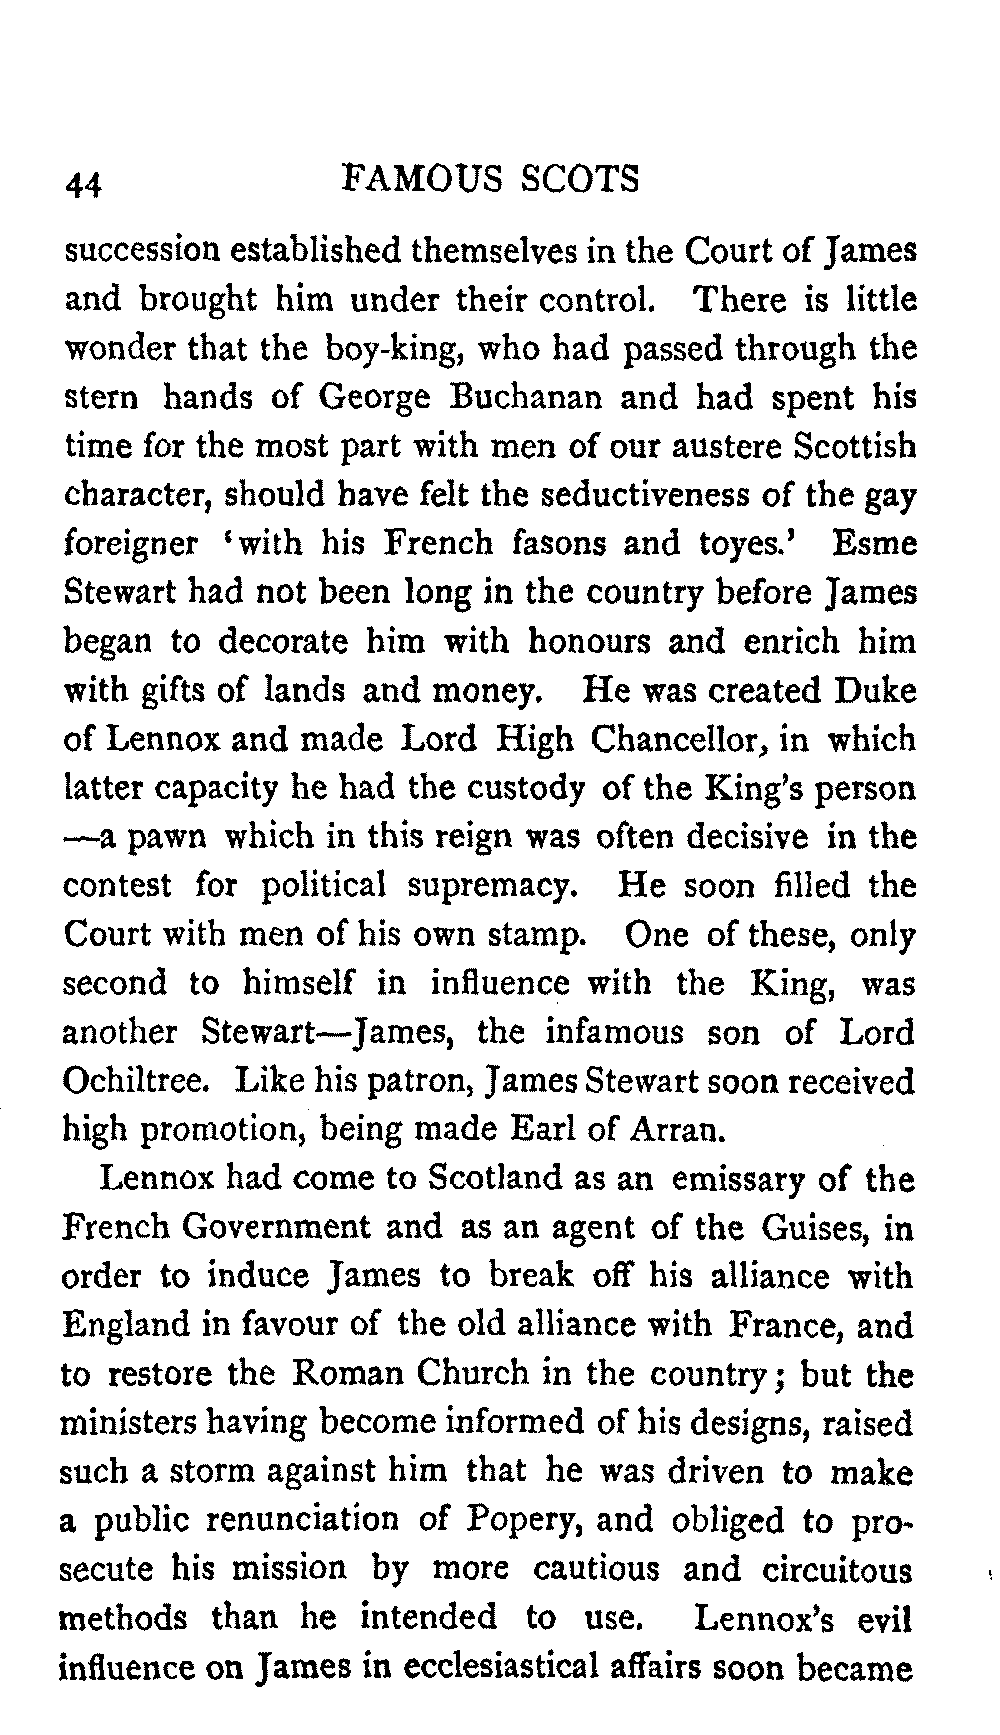 44 FAMOUS SCOTS
succession established themselves in the Court of James
and brought him under their control. There is little
wonder that the boy-king, who had passed through the
stern hands of George Buchanan and had spent his
time for the most part with men of our austere Scottish
character, should have felt the seductiveness of the gay
foreigner ‘with his French fasons and toyes.’ Esme
Stewart had not been long in the country before James
began to decorate him with honours and enrich him
with gifts of lands and money. He was created Duke
of Lennox and made Lord High Chancellor, in which
latter capacity he had the custody of the King’s person
—a pawn which in this reign was often decisive in the
contest for political supremacy. He soon filled the
Court with men of his own stamp. One of these, only
second to himself in influence with the King, was
another Stewart—James, the infamous son of Lord
Ochiltree. Like his patron, James Stewart soon received
high promotion, being made Earl of Arran.
Lennox had come to Scotland as an emissary of the
French Government and as an agent of the Guises, in
order to induce James to break off his alliance with
England in favour of the old alliance with France, and
to restore the Roman Church in the country; but the
ministers having become informed of his designs, raised
such a storm against him that he was driven to make
a public renunciation of Popery, and obliged to pro-
secute his mission by more cautious and circuitous
methods than he intended to use. Lennox’s evil
influence on James in ecclesiastical affairs soon became